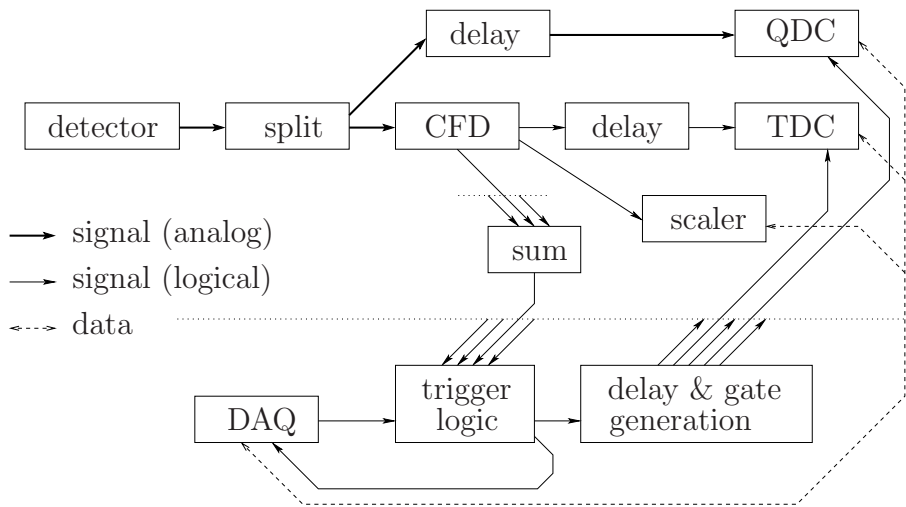 delay
QDC
detector
split
CFD
delay
TDC
scaler
signal (analog)
sum
signal (logical)
data
trigger
logic
delay & gate
generation
DAQ